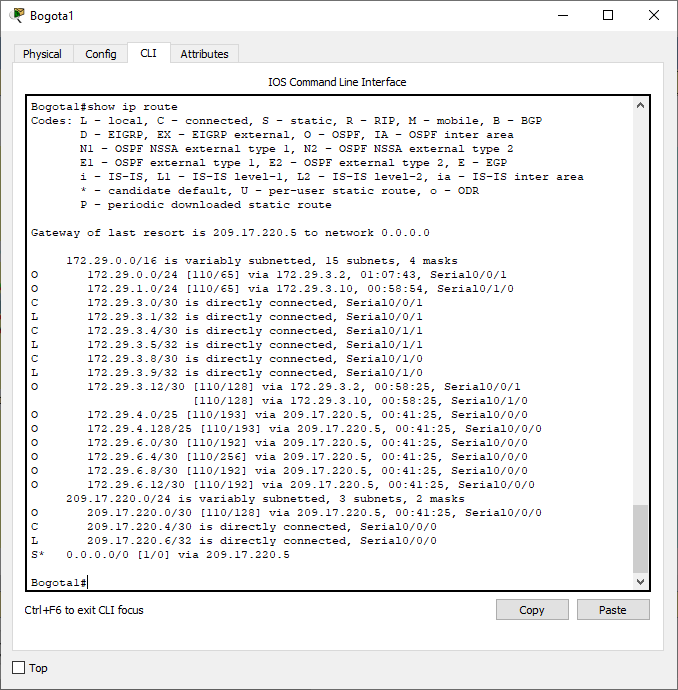 Bogota1
Physical Config CLI Attributes
IOS Command Line Interface
Bogota1#show ip route
Codes: L - local, C - connected, S - static, R - RIP, M - mobile, B - BGP
       D - EIGRP, EX - EIGRP external, O - OSPF, IA - OSPF inter area
       N1 - OSPF NSSA external type 1, N2 - OSPF NSSA external type 2
       E1 - OSPF external type 1, E2 - OSPF external type 2, E - EGP
       i - IS-IS, L1 - IS-IS level-1, L2 - IS-IS level-2, ia - IS-IS inter area
       * - candidate default, U - per-user static route, o - ODR
       P - periodic downloaded static route
Gateway of last resort is 209.17.220.5 to network 0.0.0.0
     172.29.0.0/16 is variably subnetted, 15 subnets, 4 masks
O       172.29.0.0/24 [110/65] via 172.29.3.2, 01:07:43, Serial0/0/1
O       172.29.1.0/24 [110/65] via 172.29.3.10, 00:58:54, Serial0/1/0
C       172.29.3.0/30 is directly connected, Serial0/0/1
L       172.29.3.1/32 is directly connected, Serial0/0/1
C       172.29.3.4/30 is directly connected, Serial0/1/1
L       172.29.3.5/32 is directly connected, Serial0/1/1
C       172.29.3.8/30 is directly connected, Serial0/1/0
L       172.29.3.9/32 is directly connected, Serial0/1/0
O       172.29.3.12/30 [110/128] via 172.29.3.2, 00:58:25, Serial0/0/1
                       [110/128] via 172.29.3.10, 00:58:25, Serial0/1/0
O       172.29.4.0/25 [110/193] via 209.17.220.5, 00:41:25, Serial0/0/0
O       172.29.4.128/25 [110/193] via 209.17.220.5, 00:41:25, Serial0/0/0
O       172.29.6.0/30 [110/192] via 209.17.220.5, 00:41:25, Serial0/0/0
O       172.29.6.4/30 [110/256] via 209.17.220.5, 00:41:25, Serial0/0/0
O       172.29.6.8/30 [110/192] via 209.17.220.5, 00:41:25, Serial0/0/0
O       172.29.6.12/30 [110/192] via 209.17.220.5, 00:41:25, Serial0/0/0
     209.17.220.0/24 is variably subnetted, 3 subnets, 2 masks
O       209.17.220.0/30 [110/128] via 209.17.220.5, 00:41:25, Serial0/0/0
C       209.17.220.4/30 is directly connected, Serial0/0/0
L       209.17.220.6/32 is directly connected, Serial0/0/0
S*   0.0.0.0/0 [1/0] via 209.17.220.5
Bogota1#
Ctrl+F6 to exit CLI focus Copy Paste
Top